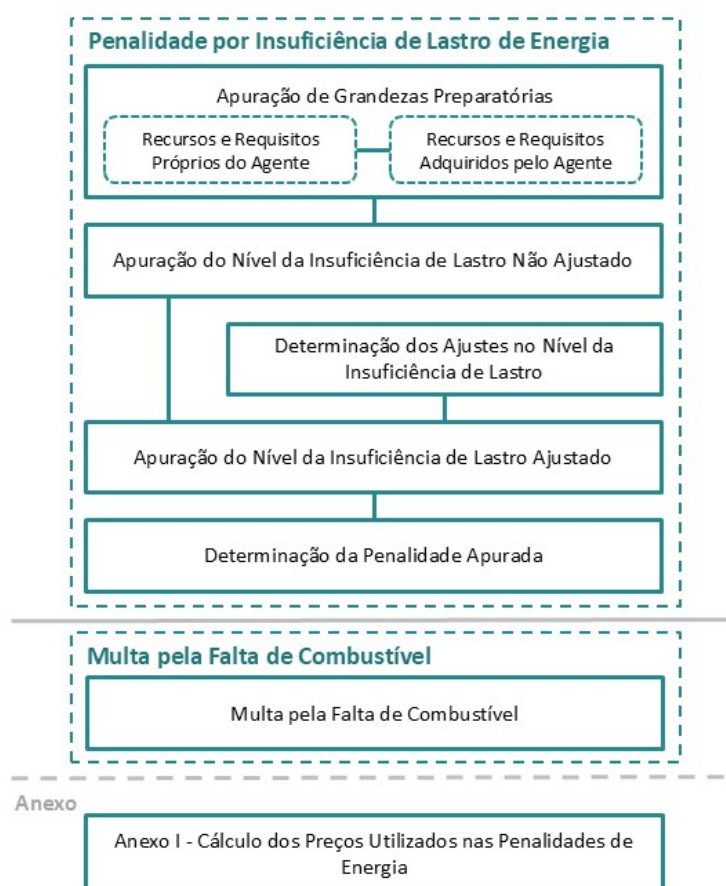 Penalidade por Insuficiência de Lastro de Energia
Apuração de Grandezas Preparatórias
Recursos e Requisitos
Próprios do Agente
Recursos e Requisitos
Adquiridos pelo Agente
Apuração do Nível da Insuficiência de Lastro Não Ajustado
Determinação dos Ajustes no Nível da
Insuficiência de Lastro
Apuração do Nível da Insuficiência de Lastro Ajustado
Determinação da Penalidade Apurada
Multa pela Falta de Combustível
Multa pela Falta de Combustível
Anexo
Anexo I - Cálculo dos Preços Utilizados nas Penalidades de
Energia